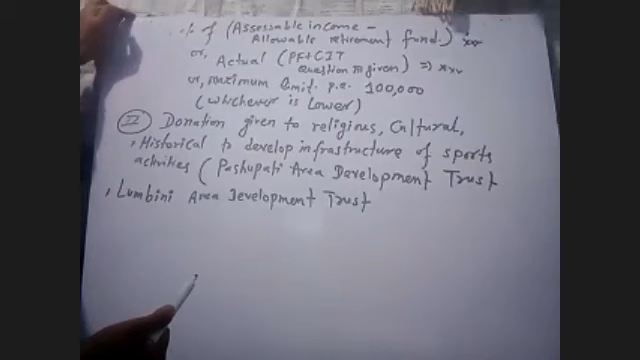 % of (Assessable income -
Allowable retirement fund.) xxx
or, Actual (PF+CIT
question given) => xxx
or, maximum limit. p.a. 100,000
(whichever is Lower)
II Donation given to religious, Cultural,
, Historical to develop infrastructure of sports
activities (Pashupati Area Development Trust
, Lumbini Area Development Trust